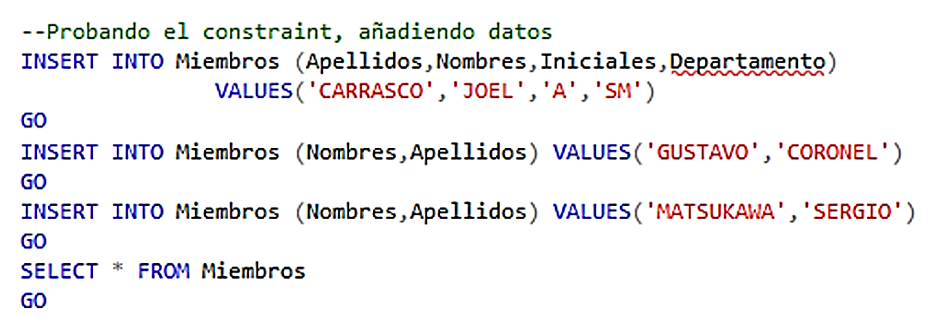 --Probando el constraint, añadiendo datos
INSERT INTO Miembros (Apellidos,Nombres,Iniciales,Departamento)
VALUES('CARRASCO','JOEL','A','SM')
GO
INSERT INTO Miembros (Nombres,Apellidos) VALUES('GUSTAVO','CORONEL')
GO
INSERT INTO Miembros (Nombres,Apellidos) VALUES('MATSUKAWA','SERGIO')
GO
SELECT * FROM Miembros
GO